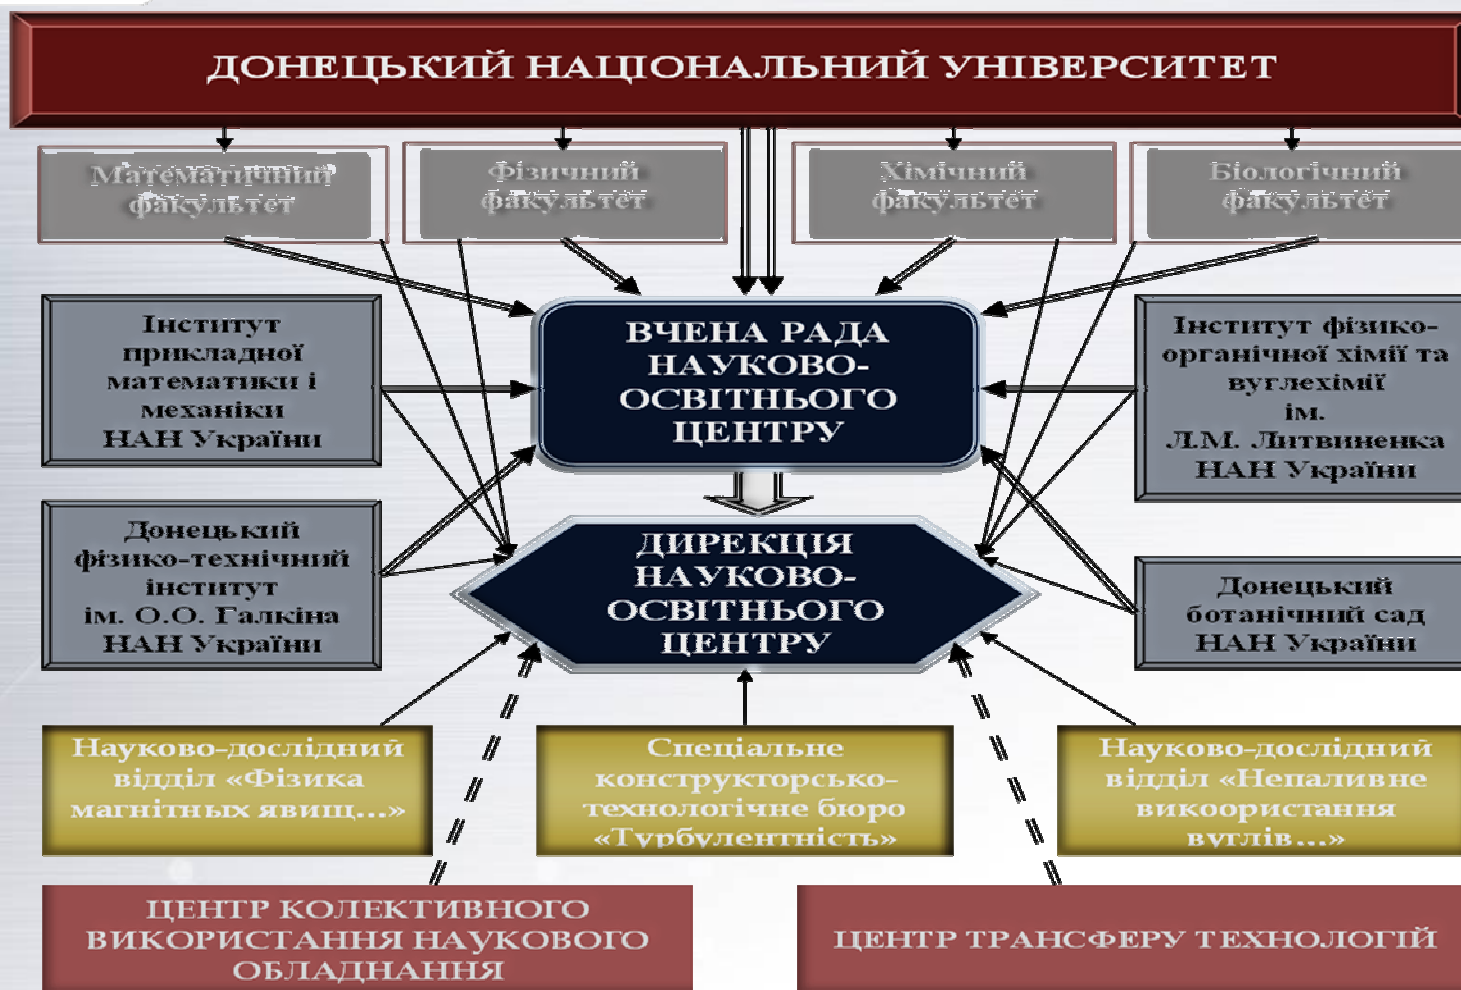 ДОНЕЦЬКИЙ НАЦІОНАЛЬНИЙ УНІВЕРСИТЕТ
Математичний
факультет
Фізичний
факультет
Хімічний
факультет
Біологічний
факультет
Інститут
прикладної
математики і
механіки
НАН України
ВЧЕНА РАДА
НАУКОВО-
ОСВІТНЬОГО
ЦЕНТРУ
Інститут фізико-
органічної хімії та
вуглехімії
ім.
Л.М. Литвиненка
НАН України
Донецький
фізико-технічний
інститут
ім. О.О. Галкіна
НАН України
ДИРЕКЦІЯ
НАУКОВО-
ОСВІТНЬОГО
ЦЕНТРУ
Донецький
ботанічний сад
НАН України
Науково-дослідний
відділ «Фізика
магнітных явищ...»
Спеціальне
конструкторсько-
технологічне бюро
«Турбулентність»
Науково-дослідний
відділ «Непаливне
викоористання
вуглів...»
ЦЕНТР КОЛЕКТИВНОГО
ВИКОРИСТАННЯ НАУКОВОГО
ОБЛАДНАННЯ
ЦЕНТР ТРАНСФЕРУ ТЕХНОЛОГІЙ